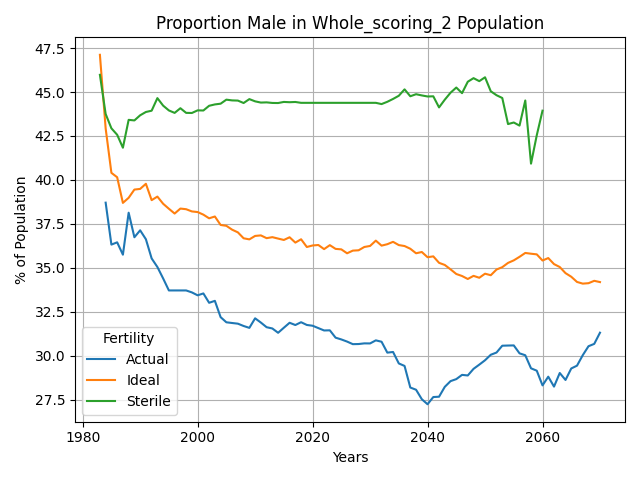 Proportion Male in Whole_scoring_2 Population
% of Population
47.5
45.0
42.5
40.0
37.5
35.0
32.5
30.0
27.5
Fertility
Actual
Ideal
Sterile
1980
2000
2020
2040
2060
Years